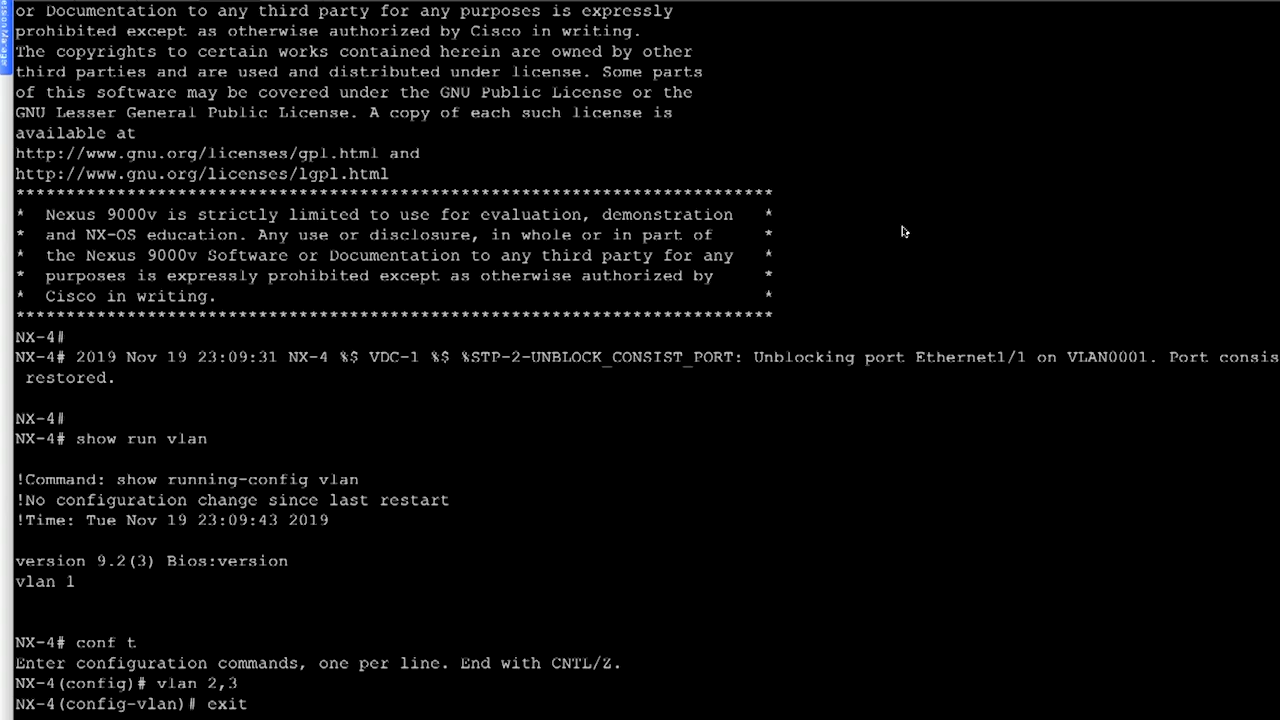 or Documentation to any third party for any purposes is expressly
prohibited except as otherwise authorized by Cisco in writing.
The copyrights to certain works contained herein are owned by other
third parties and are used and distributed under license. Some parts
of this software may be covered under the GNU Public License or the
GNU Lesser General Public License. A copy of each such license is
available at
http://www.gnu.org/licenses/gpl.html and
http://www.gnu.org/licenses/lgpl.html
***************************************************************************
*  Nexus 9000v is strictly limited to use for evaluation, demonstration   *
*  and NX-OS education. Any use or disclosure, in whole or in part of     *
*  the Nexus 9000v Software or Documentation to any third party for any   *
*  purposes is expressly prohibited except as otherwise authorized by     *
*  Cisco in writing.                                                      *
***************************************************************************
NX-4#
NX-4# 2019 Nov 19 23:09:31 NX-4 %$ VDC-1 %$ %STP-2-UNBLOCK_CONSIST_PORT: Unblocking port Ethernet1/1 on VLAN0001. Port consis
restored.
NX-4#
NX-4# show run vlan
!Command: show running-config vlan
!No configuration change since last restart
!Time: Tue Nov 19 23:09:43 2019
version 9.2(3) Bios:version
vlan 1
NX-4# conf t
Enter configuration commands, one per line. End with CNTL/Z.
NX-4(config)# vlan 2,3
NX-4(config-vlan)# exit